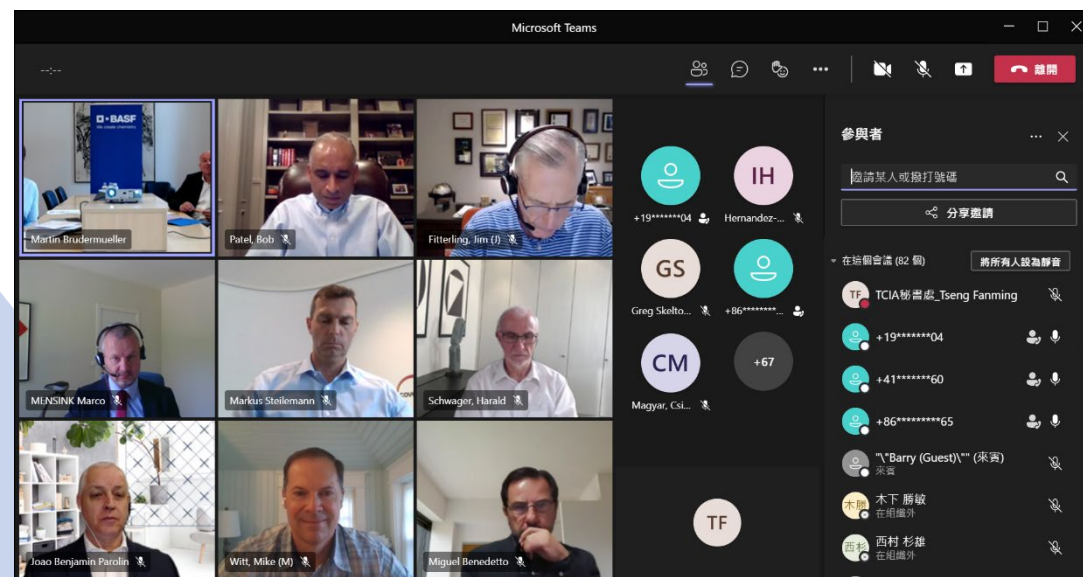 Microsoft Teams
--:--
離開
BASF
We create chemistry
Martin Brudermueller
Patel, Bob
Fitterling, Jim (J)
MENSINK Marco
Markus Steilemann
Schwager, Harald
Joao Benjamin Parolin
Witt, Mike (M)
Miguel Benedetto
+19*******04
IH
Hernandez-...
GS
Greg Skelto...
+86********...
CM
Magyar, Csi...
+67
TF
參與者
邀請某人或撥打號碼
分享邀請
在這個會議 (82 個)
將所有人設為靜音
TF
TCIA秘書處_Tseng Fanming
+19*******04
+41*******60
+86*********65
"\"Barry (Guest)\"" (來賓)
來賓
木勝
木下 勝敏
在組織外
西杉
西村 杉雄
在組織外